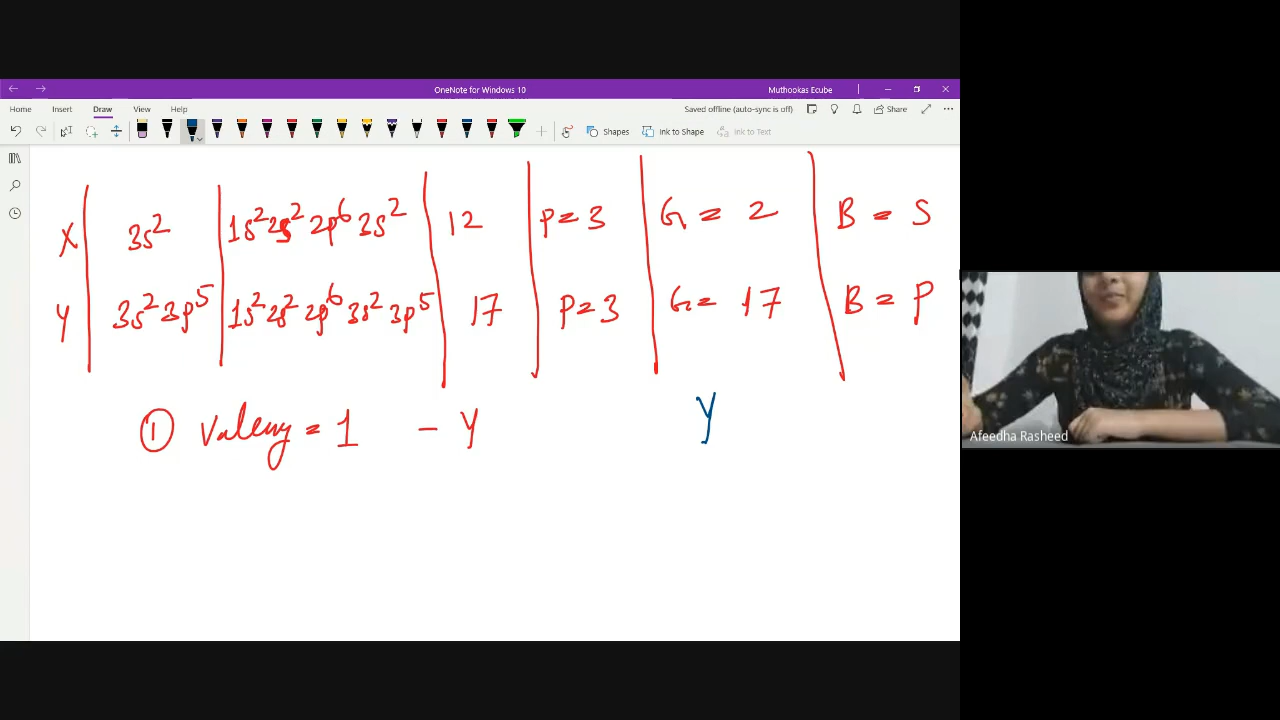 OneNote for Windows 10
Muthookas Ecube
Home Insert Draw View Help
Saved offline (auto-sync is off)
Share
Shapes
Ink to Shape
Ink to Text
X | 3s² | 1s² 2s² 2p⁶ 3s² | 12 | P = 3 | G = 2 | B = S
Y | 3s² 3p⁵ | 1s² 2s² 2p⁶ 3s² 3p⁵ | 17 | P = 3 | G = 17 | B = P
① Valency = 1 – Y
Y
Afeedha Rasheed